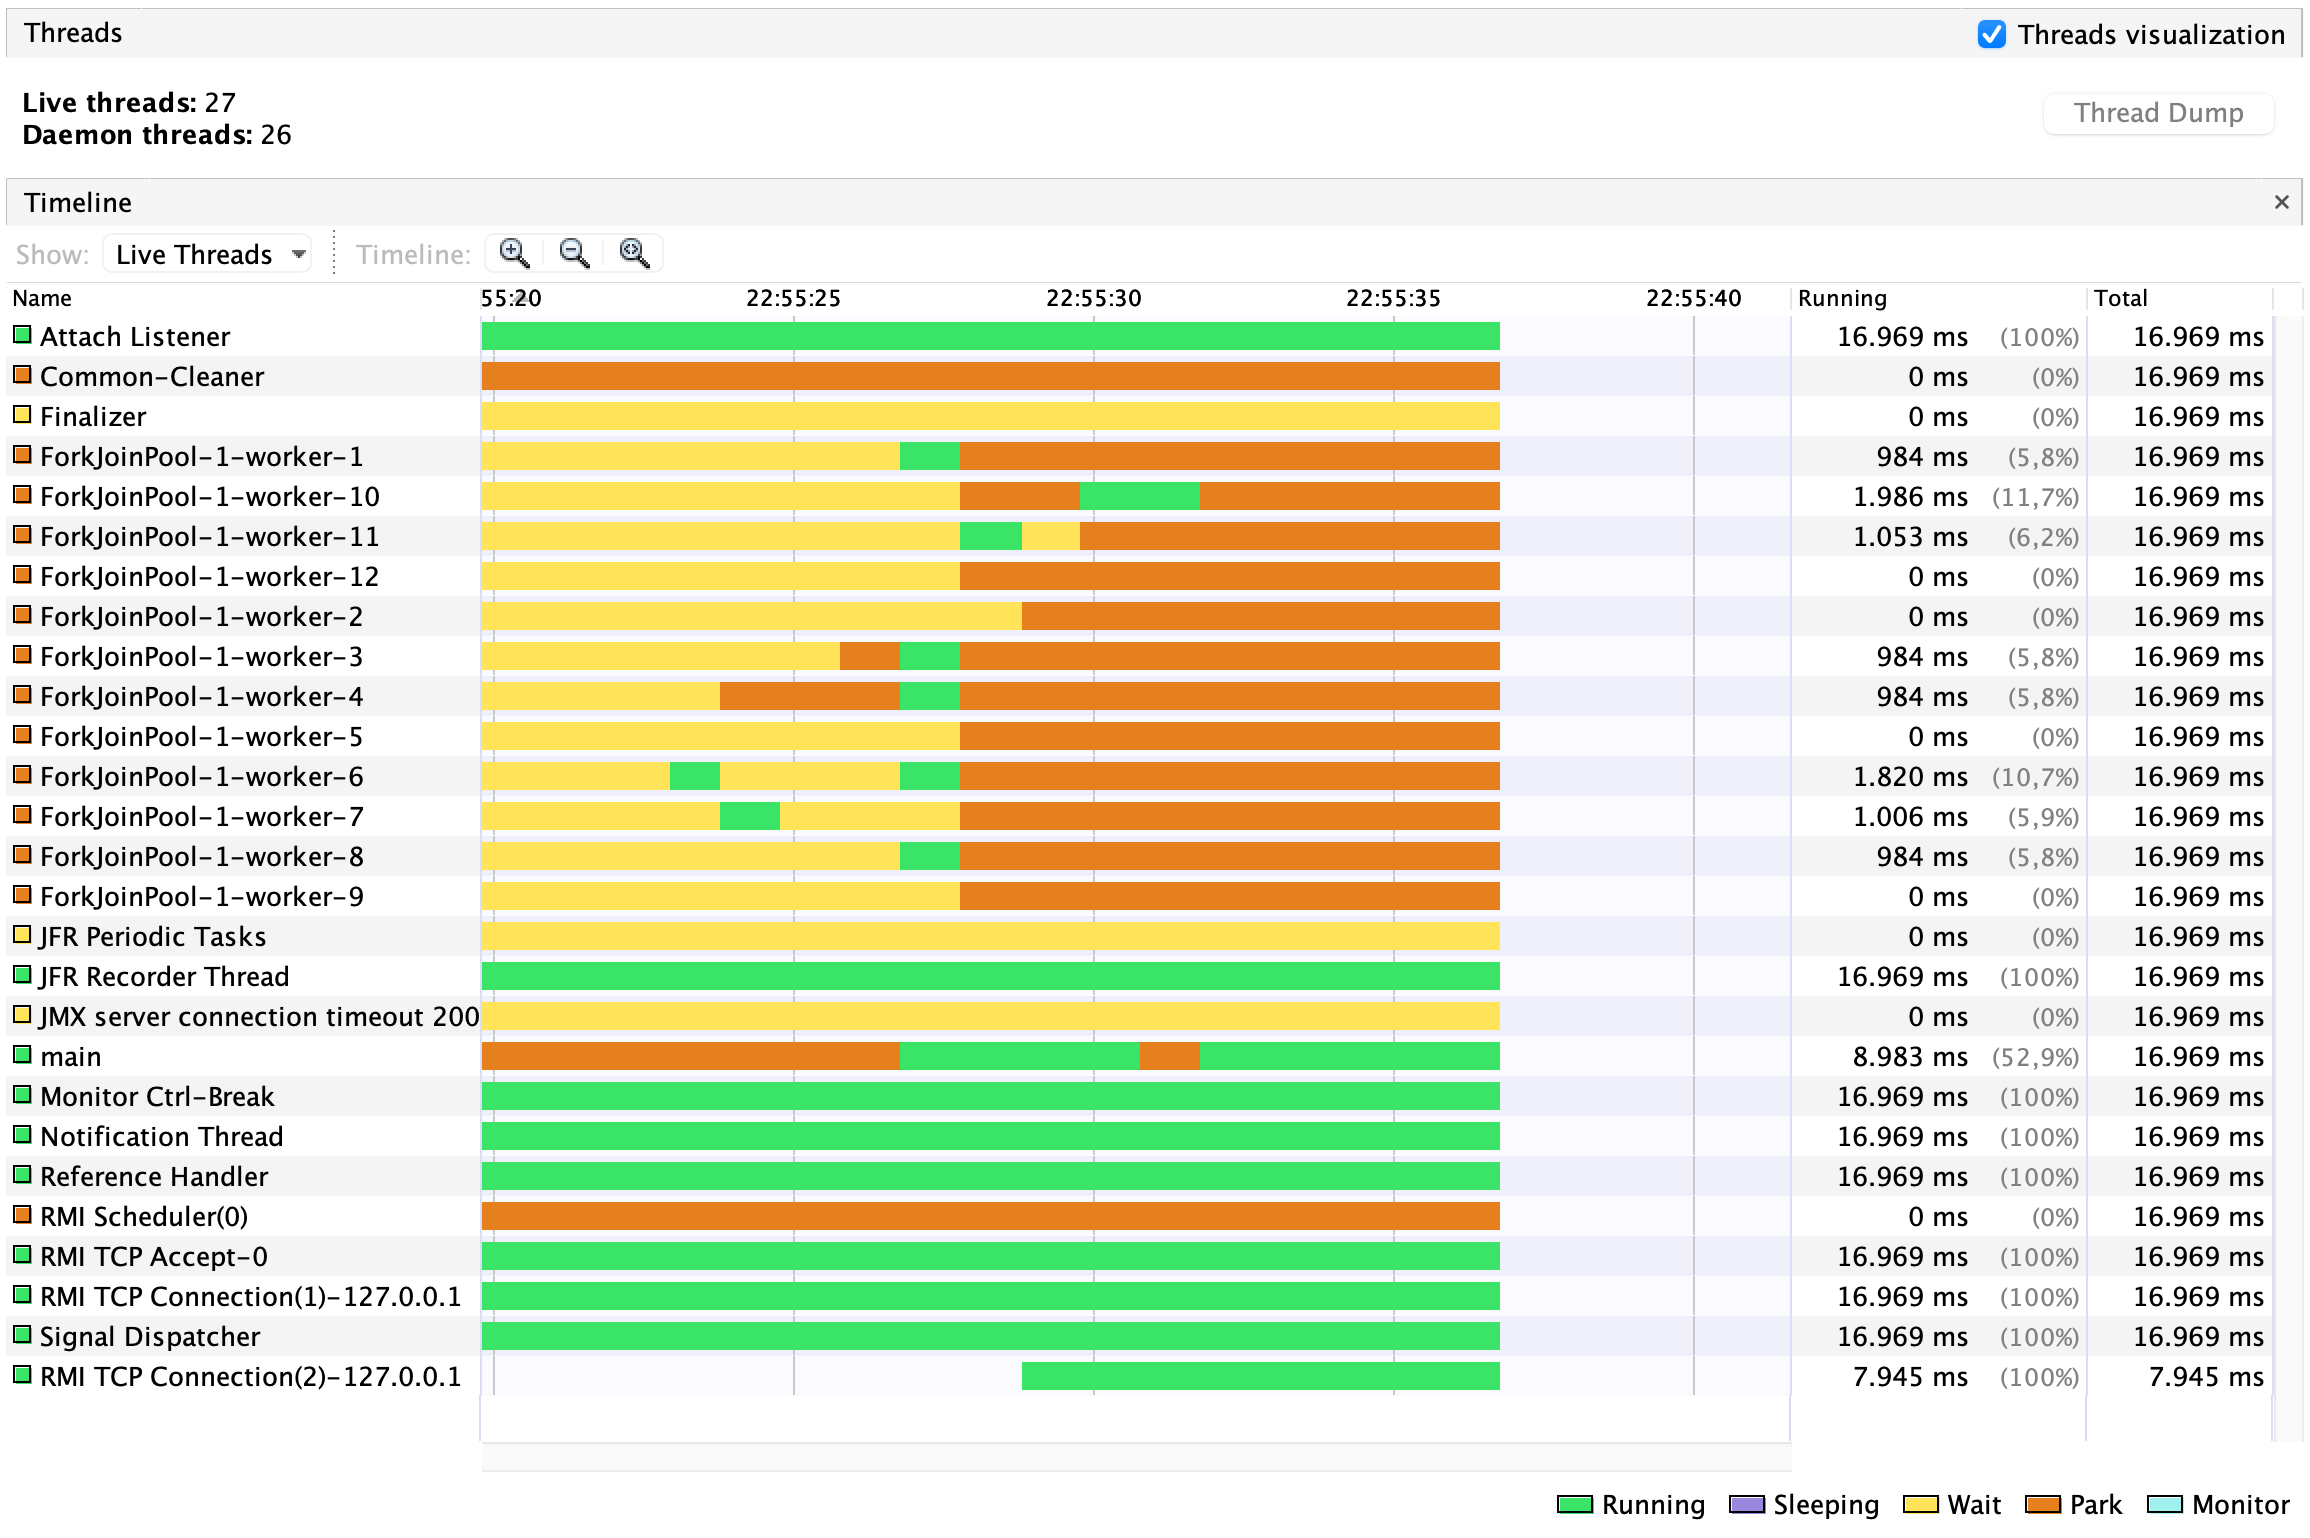 Threads
Threads visualization
Live threads: 27
Daemon threads: 26
Thread Dump
Timeline
Show: Live Threads Timeline:
Name 55:20 22:55:25 22:55:30 22:55:35 22:55:40 Running Total
Attach Listener 16.969 ms (100%) 16.969 ms
Common-Cleaner 0 ms (0%) 16.969 ms
Finalizer 0 ms (0%) 16.969 ms
ForkJoinPool-1-worker-1 984 ms (5,8%) 16.969 ms
ForkJoinPool-1-worker-10 1.986 ms (11,7%) 16.969 ms
ForkJoinPool-1-worker-11 1.053 ms (6,2%) 16.969 ms
ForkJoinPool-1-worker-12 0 ms (0%) 16.969 ms
ForkJoinPool-1-worker-2 0 ms (0%) 16.969 ms
ForkJoinPool-1-worker-3 984 ms (5,8%) 16.969 ms
ForkJoinPool-1-worker-4 984 ms (5,8%) 16.969 ms
ForkJoinPool-1-worker-5 0 ms (0%) 16.969 ms
ForkJoinPool-1-worker-6 1.820 ms (10,7%) 16.969 ms
ForkJoinPool-1-worker-7 1.006 ms (5,9%) 16.969 ms
ForkJoinPool-1-worker-8 984 ms (5,8%) 16.969 ms
ForkJoinPool-1-worker-9 0 ms (0%) 16.969 ms
JFR Periodic Tasks 0 ms (0%) 16.969 ms
JFR Recorder Thread 16.969 ms (100%) 16.969 ms
JMX server connection timeout 200 0 ms (0%) 16.969 ms
main 8.983 ms (52,9%) 16.969 ms
Monitor Ctrl-Break 16.969 ms (100%) 16.969 ms
Notification Thread 16.969 ms (100%) 16.969 ms
Reference Handler 16.969 ms (100%) 16.969 ms
RMI Scheduler(0) 0 ms (0%) 16.969 ms
RMI TCP Accept-0 16.969 ms (100%) 16.969 ms
RMI TCP Connection(1)-127.0.0.1 16.969 ms (100%) 16.969 ms
Signal Dispatcher 16.969 ms (100%) 16.969 ms
RMI TCP Connection(2)-127.0.0.1 7.945 ms (100%) 7.945 ms
Running Sleeping Wait Park Monitor